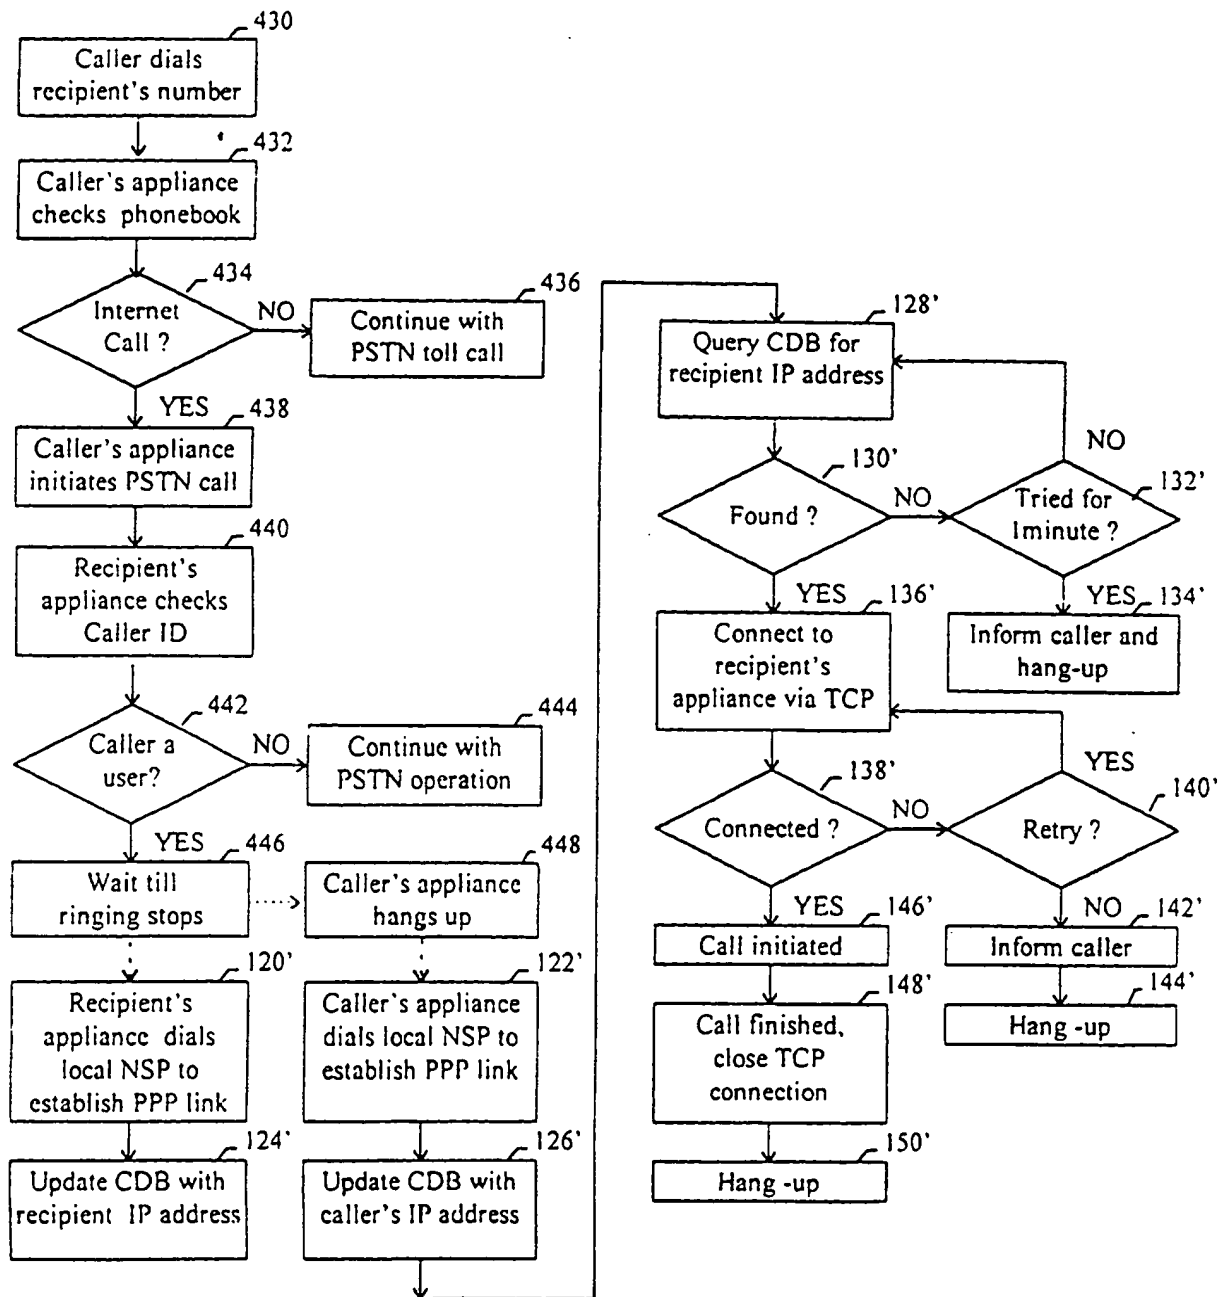 430
Caller dials
recipient's number
432
Caller's appliance
checks phonebook
434
Internet
Call ?
NO
436
Continue with
PSTN toll call
YES
438
Caller's appliance
initiates PSTN call
440
Recipient's
appliance checks
Caller ID
442
Caller a
user?
NO
444
Continue with
PSTN operation
YES
446
Wait till
ringing stops
448
Caller's appliance
hangs up
120'
Recipient's
appliance dials
local NSP to
establish PPP link
122'
Caller's appliance
dials local NSP to
establish PPP link
124'
Update CDB with
recipient IP address
126'
Update CDB with
caller's IP address
128'
Query CDB for
recipient IP address
130'
Found ?
NO
132'
Tried for
1minute ?
NO
YES
134'
Inform caller and
hang-up
YES
136'
Connect to
recipient's
appliance via TCP
138'
Connected ?
NO
140'
Retry ?
YES
NO
142'
Inform caller
144'
Hang -up
YES
146'
Call initiated
148'
Call finished,
close TCP
connection
150'
Hang -up